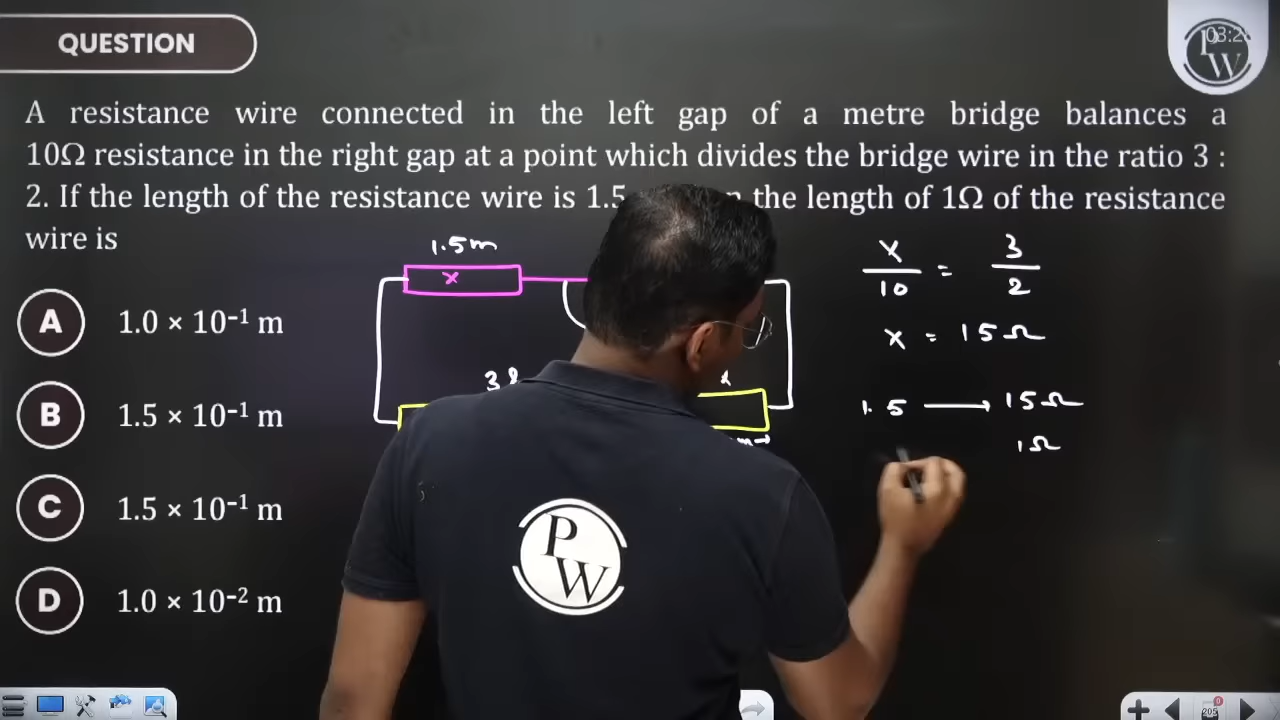 QUESTION
03:2
P
W
A resistance wire connected in the left gap of a metre bridge balances a
10Ω resistance in the right gap at a point which divides the bridge wire in the ratio 3 :
2. If the length of the resistance wire is 1.5 the length of 1Ω of the resistance
wire is
1.5m
x
x/10 = 3/2
x = 15Ω
1.5 → 15Ω
1Ω
A 1.0 × 10⁻¹ m
B 1.5 × 10⁻¹ m
C 1.5 × 10⁻¹ m
D 1.0 × 10⁻² m
P
W
205